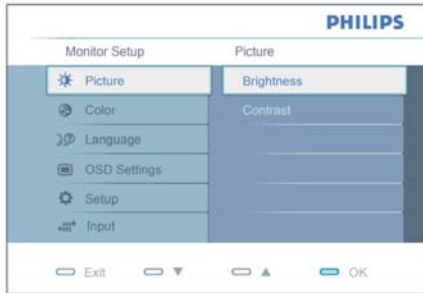 PHILIPS
Monitor Setup Picture
Picture Brightness
Color Contrast
Language
OSD Settings
Setup
Input
Exit ▼ ▲ OK